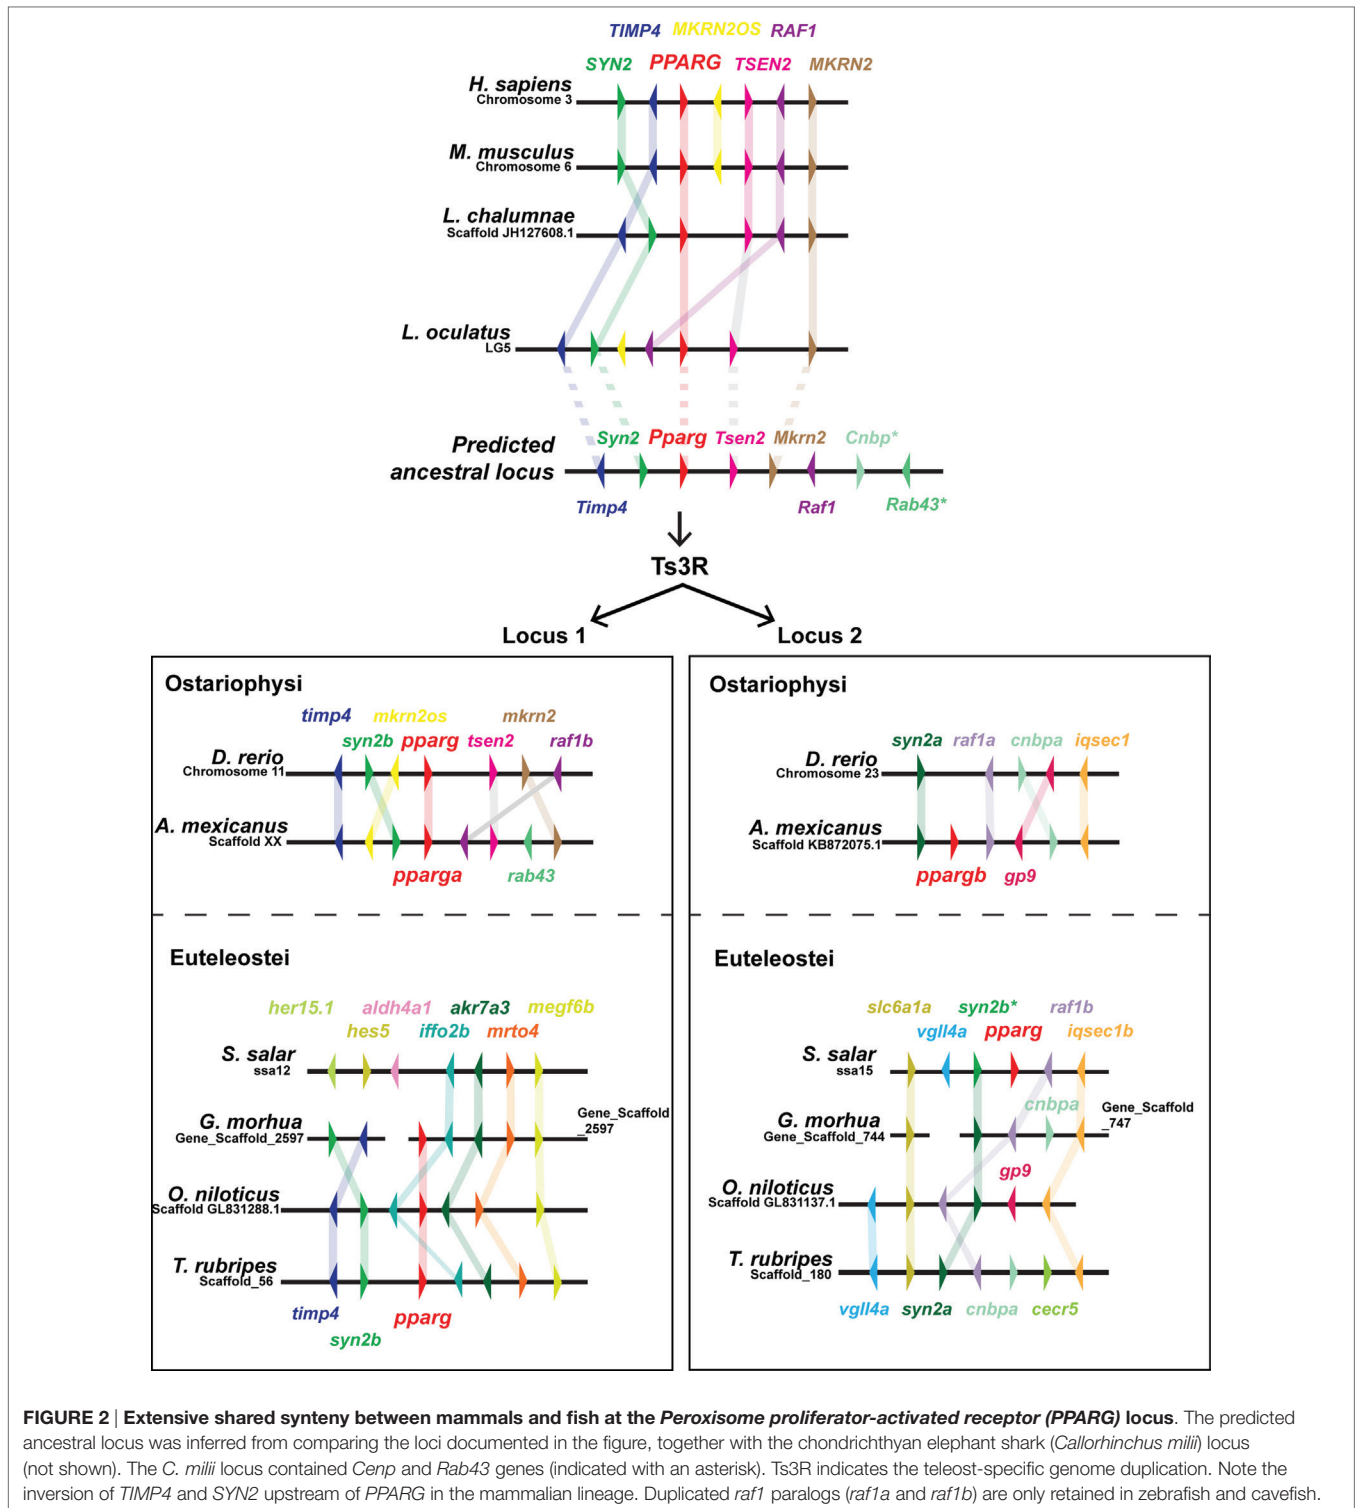 TIMP4 MKRN2OS RAF1
SYN2 PPARG TSEN2 MKRN2
H. sapiens
Chromosome 3
M. musculus
Chromosome 6
L. chalumnae
Scaffold JH127608.1
L. oculatus
LG5
Predicted
ancestral locus
Syn2 Pparg Tsen2 Mkrn2 Cnbp*
Timp4 Raf1 Rab43*
Ts3R
Locus 1 Locus 2
Ostariophysi
timp4 mkrn2os mkrn2
syn2b pparg tsen2 raf1b
D. rerio
Chromosome 11
A. mexicanus
Scaffold XX
pparga rab43
Euteleostei
her15.1 aldh4a1 akr7a3 megf6b
hes5 iffo2b mrto4
S. salar
ssa12
G. morhua
Gene_Scaffold_2597
Gene_Scaffold
_2597
O. niloticus
Scaffold GL831288.1
T. rubripes
Scaffold_56
timp4 pparg
syn2b
Ostariophysi
syn2a raf1a cnbpa iqsec1
D. rerio
Chromosome 23
A. mexicanus
Scaffold KB872075.1
ppargb gp9
Euteleostei
slc6a1a syn2b* raf1b
vgll4a pparg iqsec1b
S. salar
ssa15
cnbpa
G. morhua
Gene_Scaffold_744
Gene_Scaffold
_747
gp9
O. niloticus
Scaffold GL831137.1
T. rubripes
Scaffold_180
vgll4a syn2a cnbpa cecr5
FIGURE 2 | Extensive shared synteny between mammals and fish at the Peroxisome proliferator-activated receptor (PPARG) locus. The predicted
ancestral locus was inferred from comparing the loci documented in the figure, together with the chondrichthyan elephant shark (Callorhinchus milii) locus
(not shown). The C. milii locus contained Cenp and Rab43 genes (indicated with an asterisk). Ts3R indicates the teleost-specific genome duplication. Note the
inversion of TIMP4 and SYN2 upstream of PPARG in the mammalian lineage. Duplicated raf1 paralogs (raf1a and raf1b) are only retained in zebrafish and cavefish.